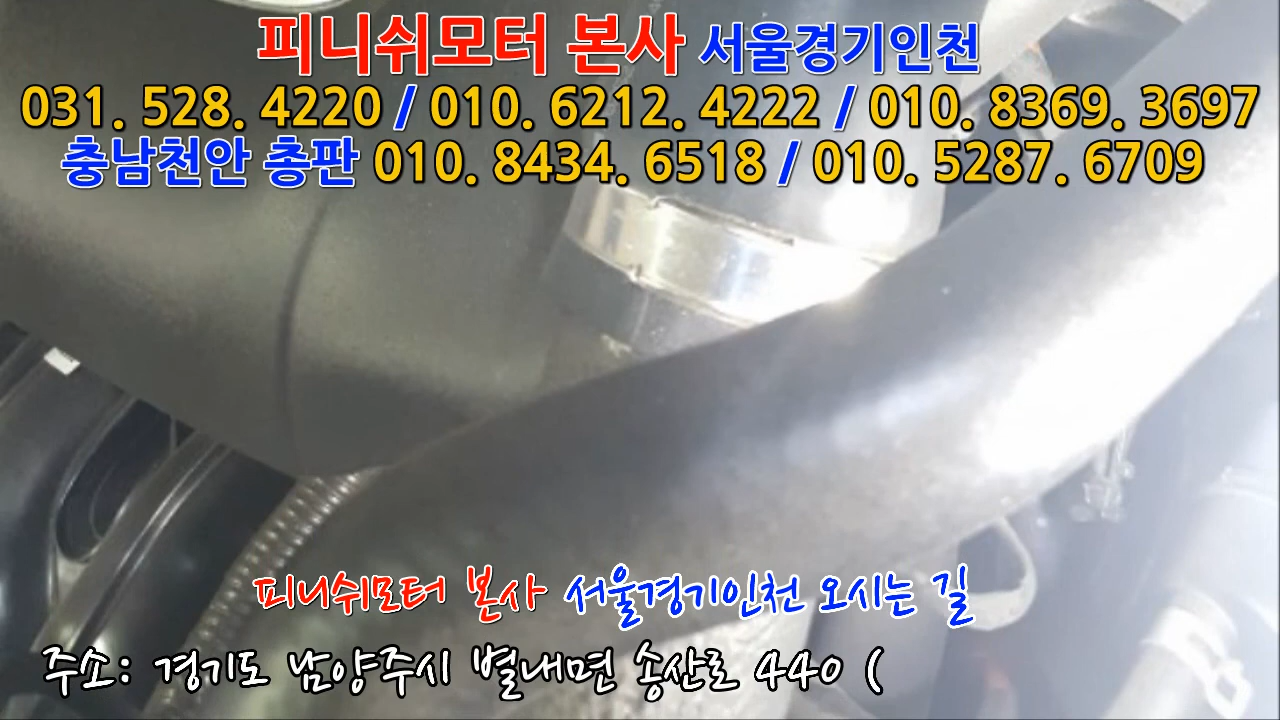 피니쉬모터 본사 서울경기인천
031. 528. 4220 / 010. 6212. 4222 / 010. 8369. 3697
충남천안 총판 010. 8434. 6518 / 010. 5287. 6709
피니쉬모터 본사 서울경기인천 오시는 길
주소: 경기도 남양주시 별내면 송산로 440 (